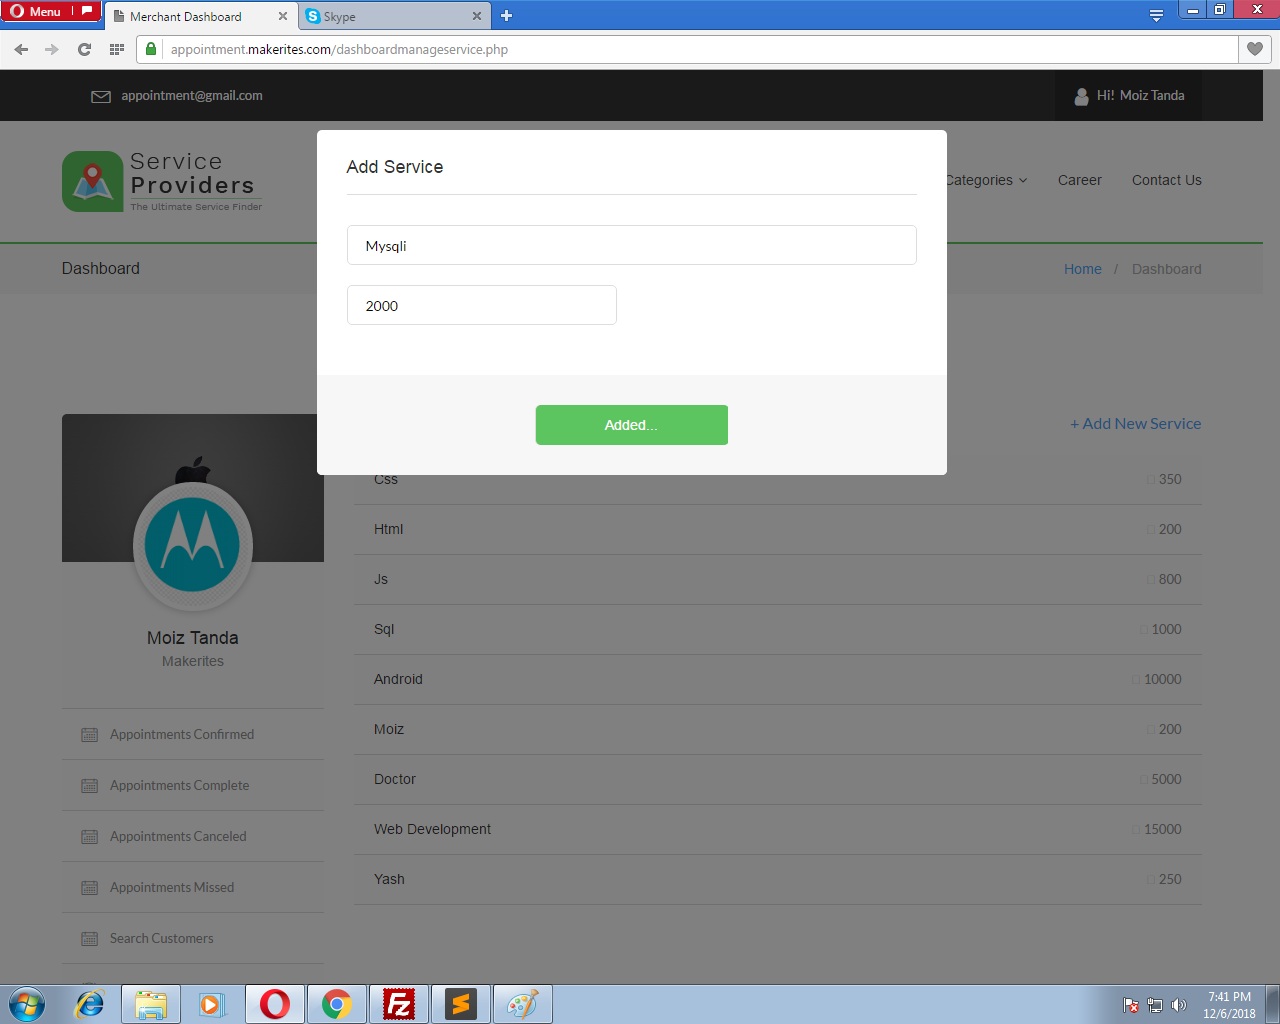 Menu
Merchant Dashboard
Skype
appointment.makerites.com/dashboardmanageservice.php
appointment@gmail.com
Hi! Moiz Tanda
Service
Providers
The Ultimate Service Finder
Categories
Career
Contact Us
Dashboard
Home / Dashboard
Add Service
Mysqli
2000
Added...
+ Add New Service
Css 350
Html 200
Js 800
Sql 1000
Android 10000
Moiz 200
Doctor 5000
Web Development 15000
Yash 250
Moiz Tanda
Makerites
Appointments Confirmed
Appointments Complete
Appointments Canceled
Appointments Missed
Search Customers
7:41 PM
12/6/2018